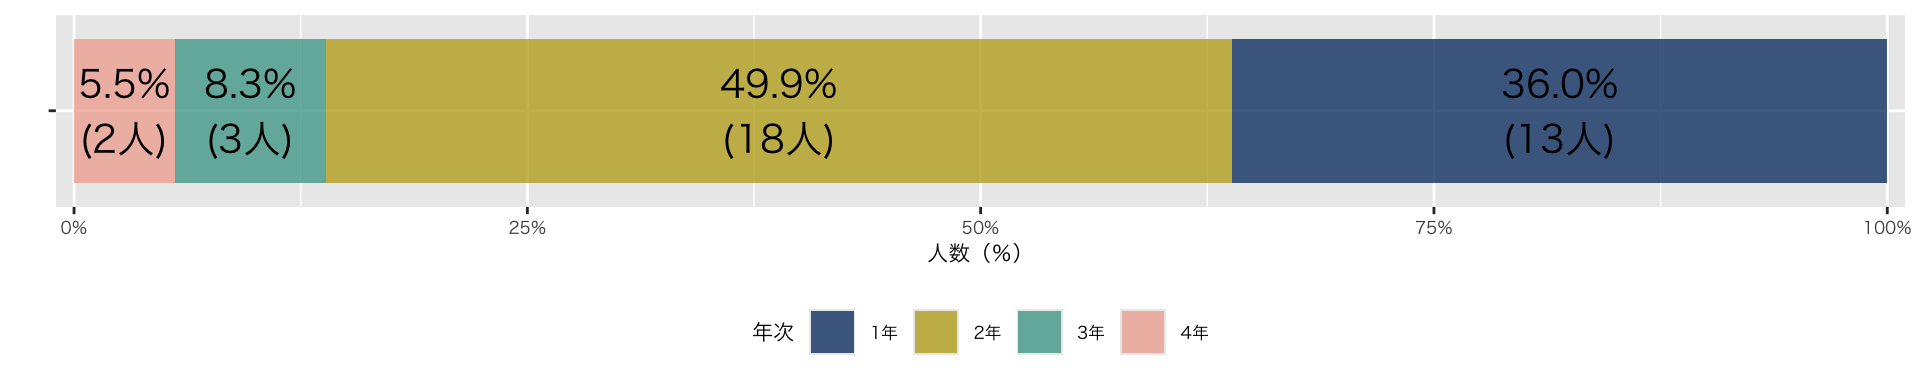 5.5% 8.3% 49.9% 36.0%
(2人) (3人) (18人) (13人)
0% 25% 50% 75% 100%
人数（%）
年次 1年 2年 3年 4年